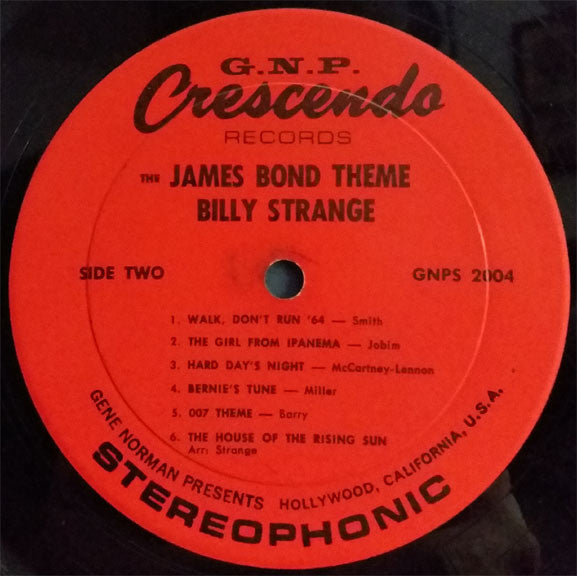 G.N.P.
Crescendo
RECORDS
THE JAMES BOND THEME
BILLY STRANGE
SIDE TWO
GNPS 2004
1. WALK, DON'T RUN '64 — Smith
2. THE GIRL FROM IPANEMA — Jobim
3. HARD DAY'S NIGHT — McCartney-Lennon
4. BERNIE'S TUNE — Miller
5. 007 THEME — Barry
6. THE HOUSE OF THE RISING SUN
Arr: Strange
GENE NORMAN PRESENTS HOLLYWOOD, CALIFORNIA, U.S.A.
STEREOPHONIC